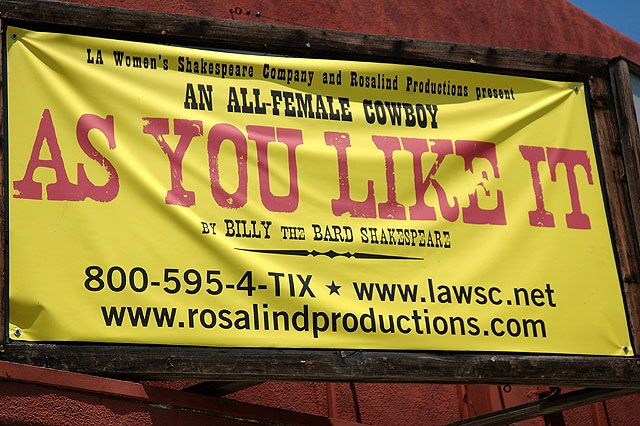 LA Women's Shakespeare Company and Rosalind Productions present
AN ALL-FEMALE COWBOY
AS YOU LIKE IT
BY BILLY THE BARD SHAKESPEARE
800-595-4-TIX ★ www.lawsc.net
www.rosalindproductions.com